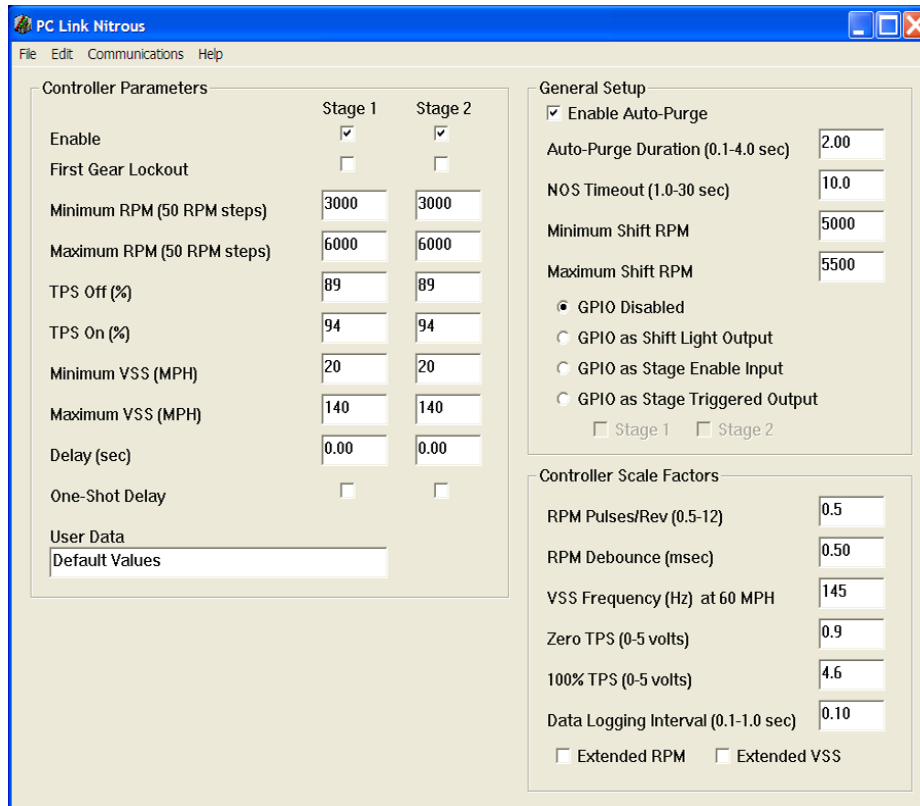 PC Link Nitrous
File Edit Communications Help
Controller Parameters
Stage 1 Stage 2
Enable
First Gear Lockout
Minimum RPM (50 RPM steps) 3000 3000
Maximum RPM (50 RPM steps) 6000 6000
TPS Off (%) 89 89
TPS On (%) 94 94
Minimum VSS (MPH) 20 20
Maximum VSS (MPH) 140 140
Delay (sec) 0.00 0.00
One-Shot Delay
User Data
Default Values
General Setup
Enable Auto-Purge
Auto-Purge Duration (0.1-4.0 sec) 2.00
NOS Timeout (1.0-30 sec) 10.0
Minimum Shift RPM 5000
Maximum Shift RPM 5500
GPIO Disabled
GPIO as Shift Light Output
GPIO as Stage Enable Input
GPIO as Stage Triggered Output
Stage 1 Stage 2
Controller Scale Factors
RPM Pulses/Rev (0.5-12) 0.5
RPM Debounce (msec) 0.50
VSS Frequency (Hz) at 60 MPH 145
Zero TPS (0-5 volts) 0.9
100% TPS (0-5 volts) 4.6
Data Logging Interval (0.1-1.0 sec) 0.10
Extended RPM Extended VSS